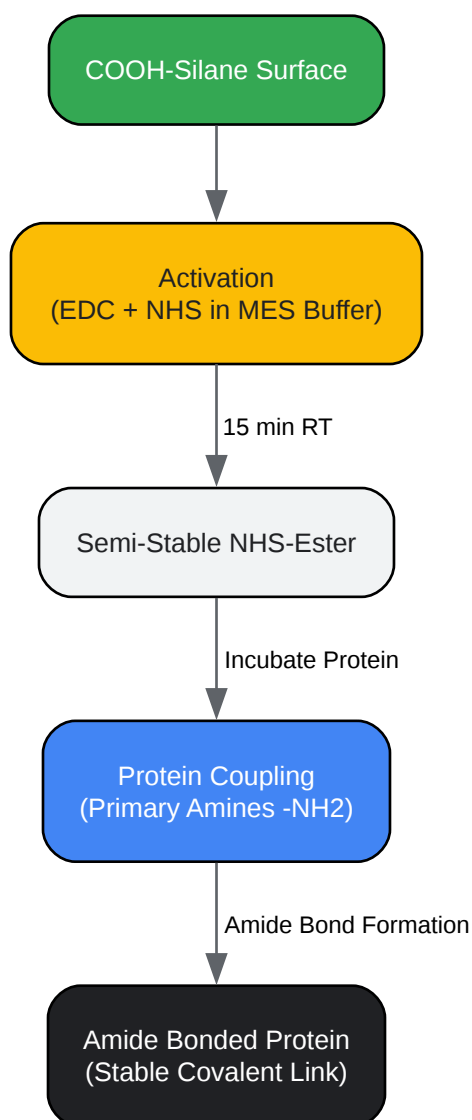 COOH-Silane Surface
Activation
(EDC + NHS in MES Buffer)
15 min RT
Semi-Stable NHS-Ester
Incubate Protein
Protein Coupling
(Primary Amines -NH2)
Amide Bond Formation
Amide Bonded Protein
(Stable Covalent Link)